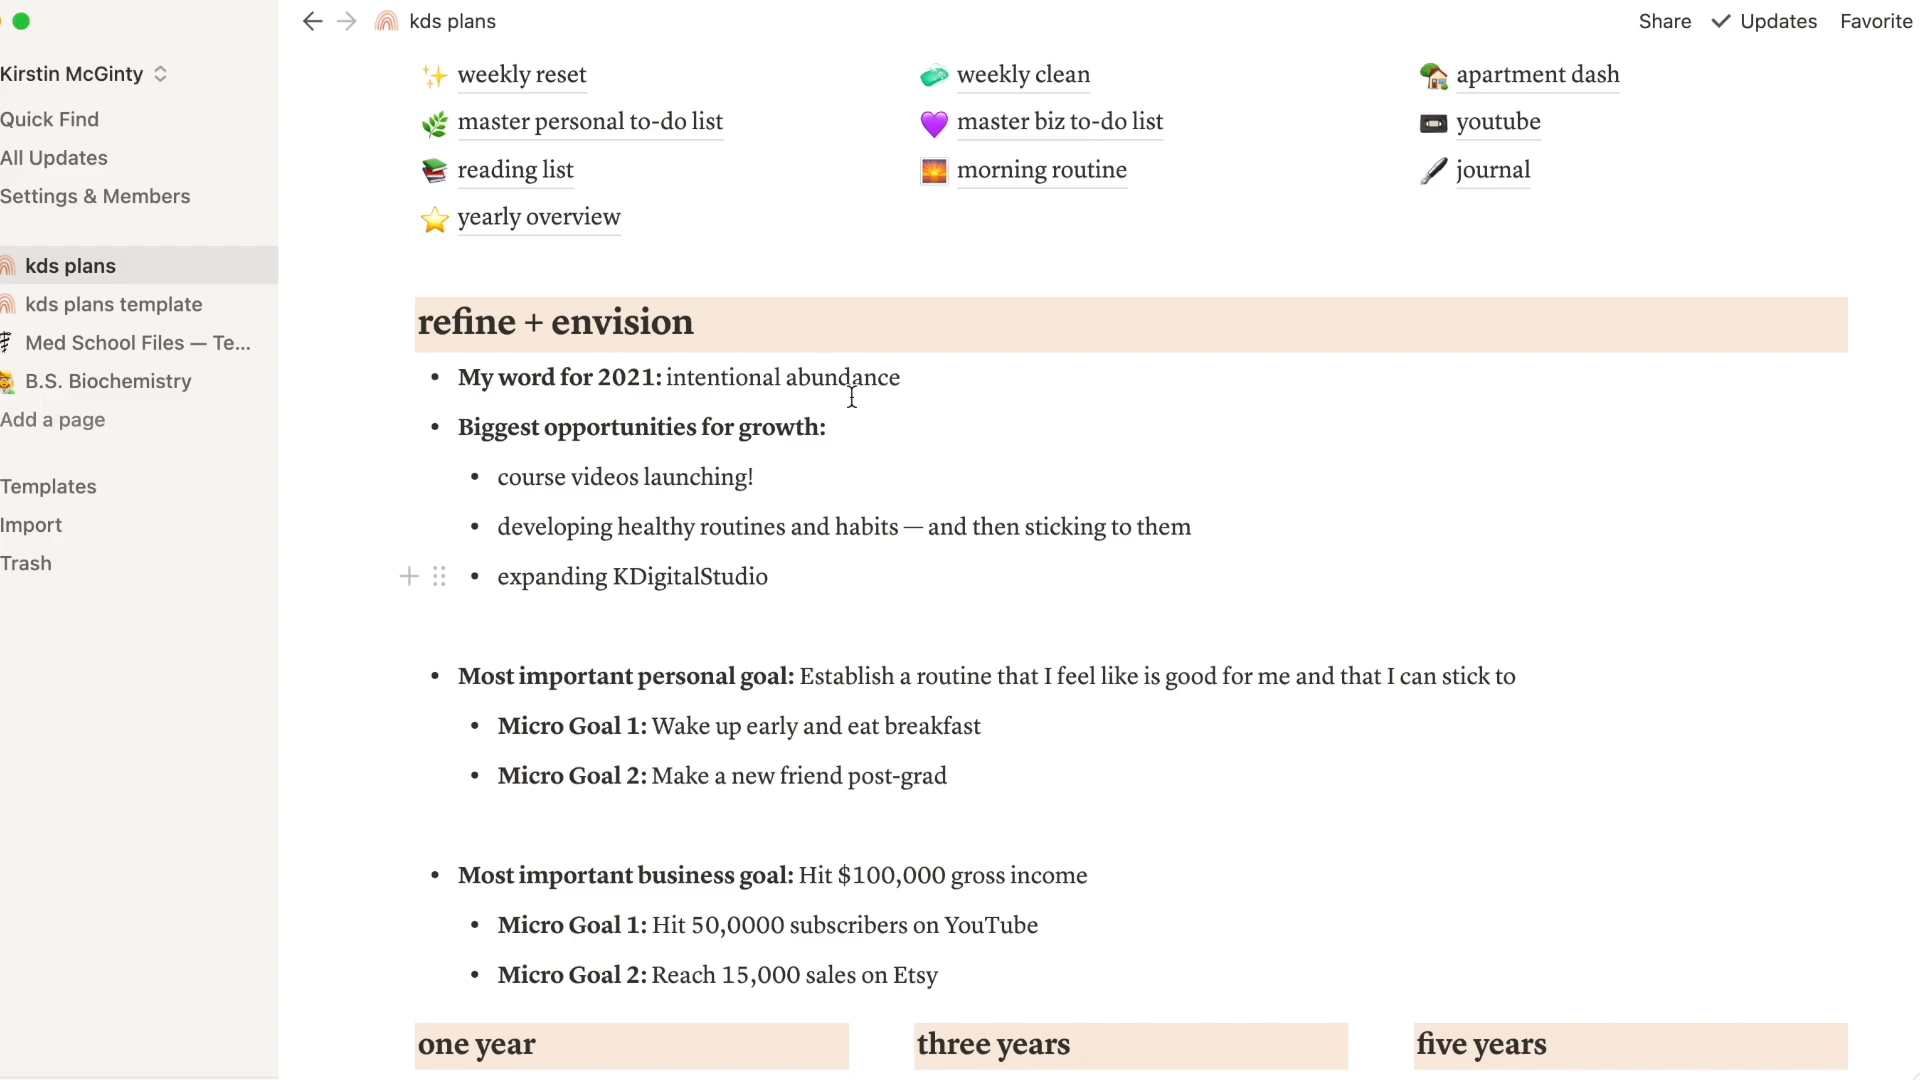 kds plans
Share
Updates
Favorite
Kirstin McGinty
Quick Find
All Updates
Settings & Members
kds plans
kds plans template
Med School Files — Te...
B.S. Biochemistry
Add a page
Templates
Import
Trash
weekly reset
weekly clean
apartment dash
master personal to-do list
master biz to-do list
youtube
reading list
morning routine
journal
yearly overview
refine + envision
• My word for 2021: intentional abundance
• Biggest opportunities for growth:
• course videos launching!
• developing healthy routines and habits — and then sticking to them
• expanding KDigitalStudio
• Most important personal goal: Establish a routine that I feel like is good for me and that I can stick to
• Micro Goal 1: Wake up early and eat breakfast
• Micro Goal 2: Make a new friend post-grad
• Most important business goal: Hit $100,000 gross income
• Micro Goal 1: Hit 50,0000 subscribers on YouTube
• Micro Goal 2: Reach 15,000 sales on Etsy
one year
three years
five years